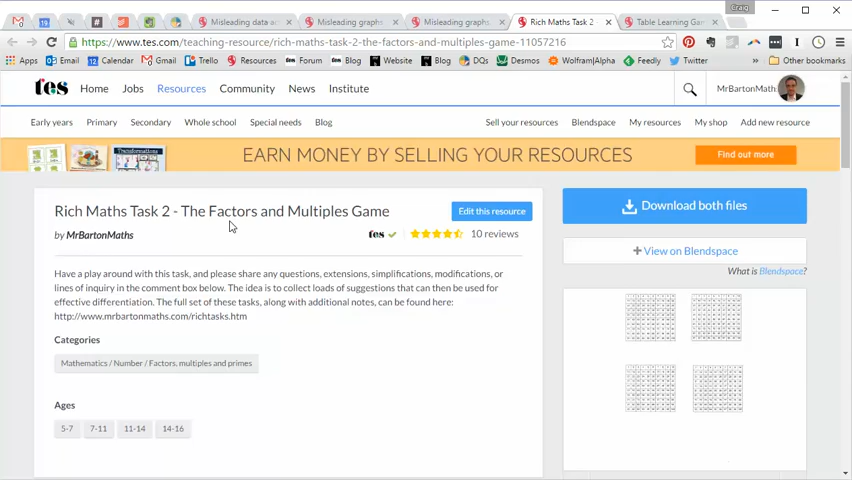 Craig
Misleading data a
Misleading graphs
Misleading graphs
Rich Maths Task 2
Table Learning Gam
https://www.tes.com/teaching-resource/rich-maths-task-2-the-factors-and-multiples-game-11057216
Apps Email Calendar Gmail Trello Resources Forum Blog Website Blog DQs Desmos Wolfram|Alpha Feedly Twitter Other bookmarks
tes Home Jobs Resources Community News Institute MrBartonMath
Early years Primary Secondary Whole school Special needs Blog Sell your resources Blendspace My resources My shop Add new resource
EARN MONEY BY SELLING YOUR RESOURCES Find out more
Rich Maths Task 2 - The Factors and Multiples Game Edit this resource
by MrBartonMaths tes 10 reviews
Have a play around with this task, and please share any questions, extensions, simplifications, modifications, or
lines of inquiry in the comment box below. The idea is to collect loads of suggestions that can then be used for
effective differentiation. The full set of these tasks, along with additional notes, can be found here:
http://www.mrbartonmaths.com/richtasks.htm
Categories
Mathematics / Number / Factors, multiples and primes
Ages
5-7 7-11 11-14 14-16
Download both files
+ View on Blendspace
What is Blendspace?